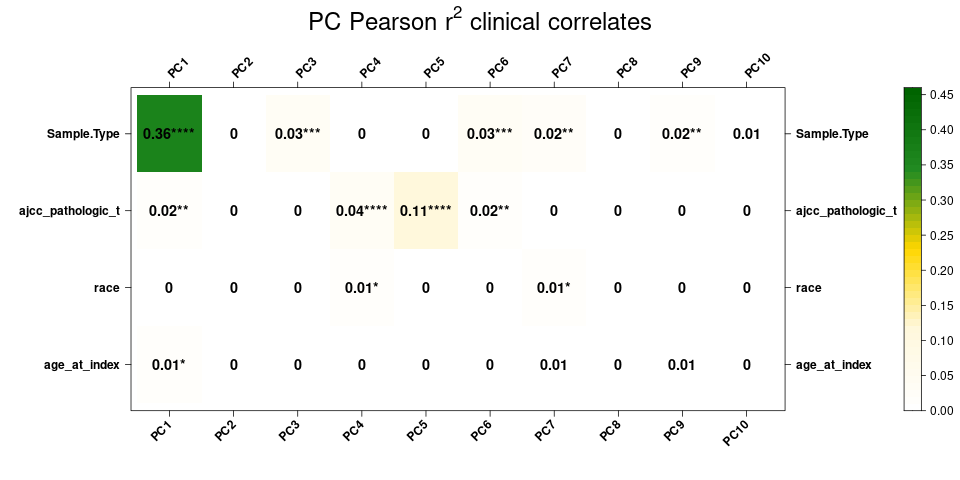 PC Pearson r² clinical correlates
PC1 PC2 PC3 PC4 PC5 PC6 PC7 PC8 PC9 PC10
Sample.Type 0.36**** 0 0.03*** 0 0 0.03*** 0.02** 0 0.02** 0.01 Sample.Type
ajcc_pathologic_t 0.02** 0 0 0.04**** 0.11**** 0.02** 0 0 0 0 ajcc_pathologic_t
race 0 0 0 0.01* 0 0 0.01* 0 0 0 race
age_at_index 0.01* 0 0 0 0 0 0.01 0 0.01 0 age_at_index
PC1 PC2 PC3 PC4 PC5 PC6 PC7 PC8 PC9 PC10
0.45
0.40
0.35
0.30
0.25
0.20
0.15
0.10
0.05
0.00